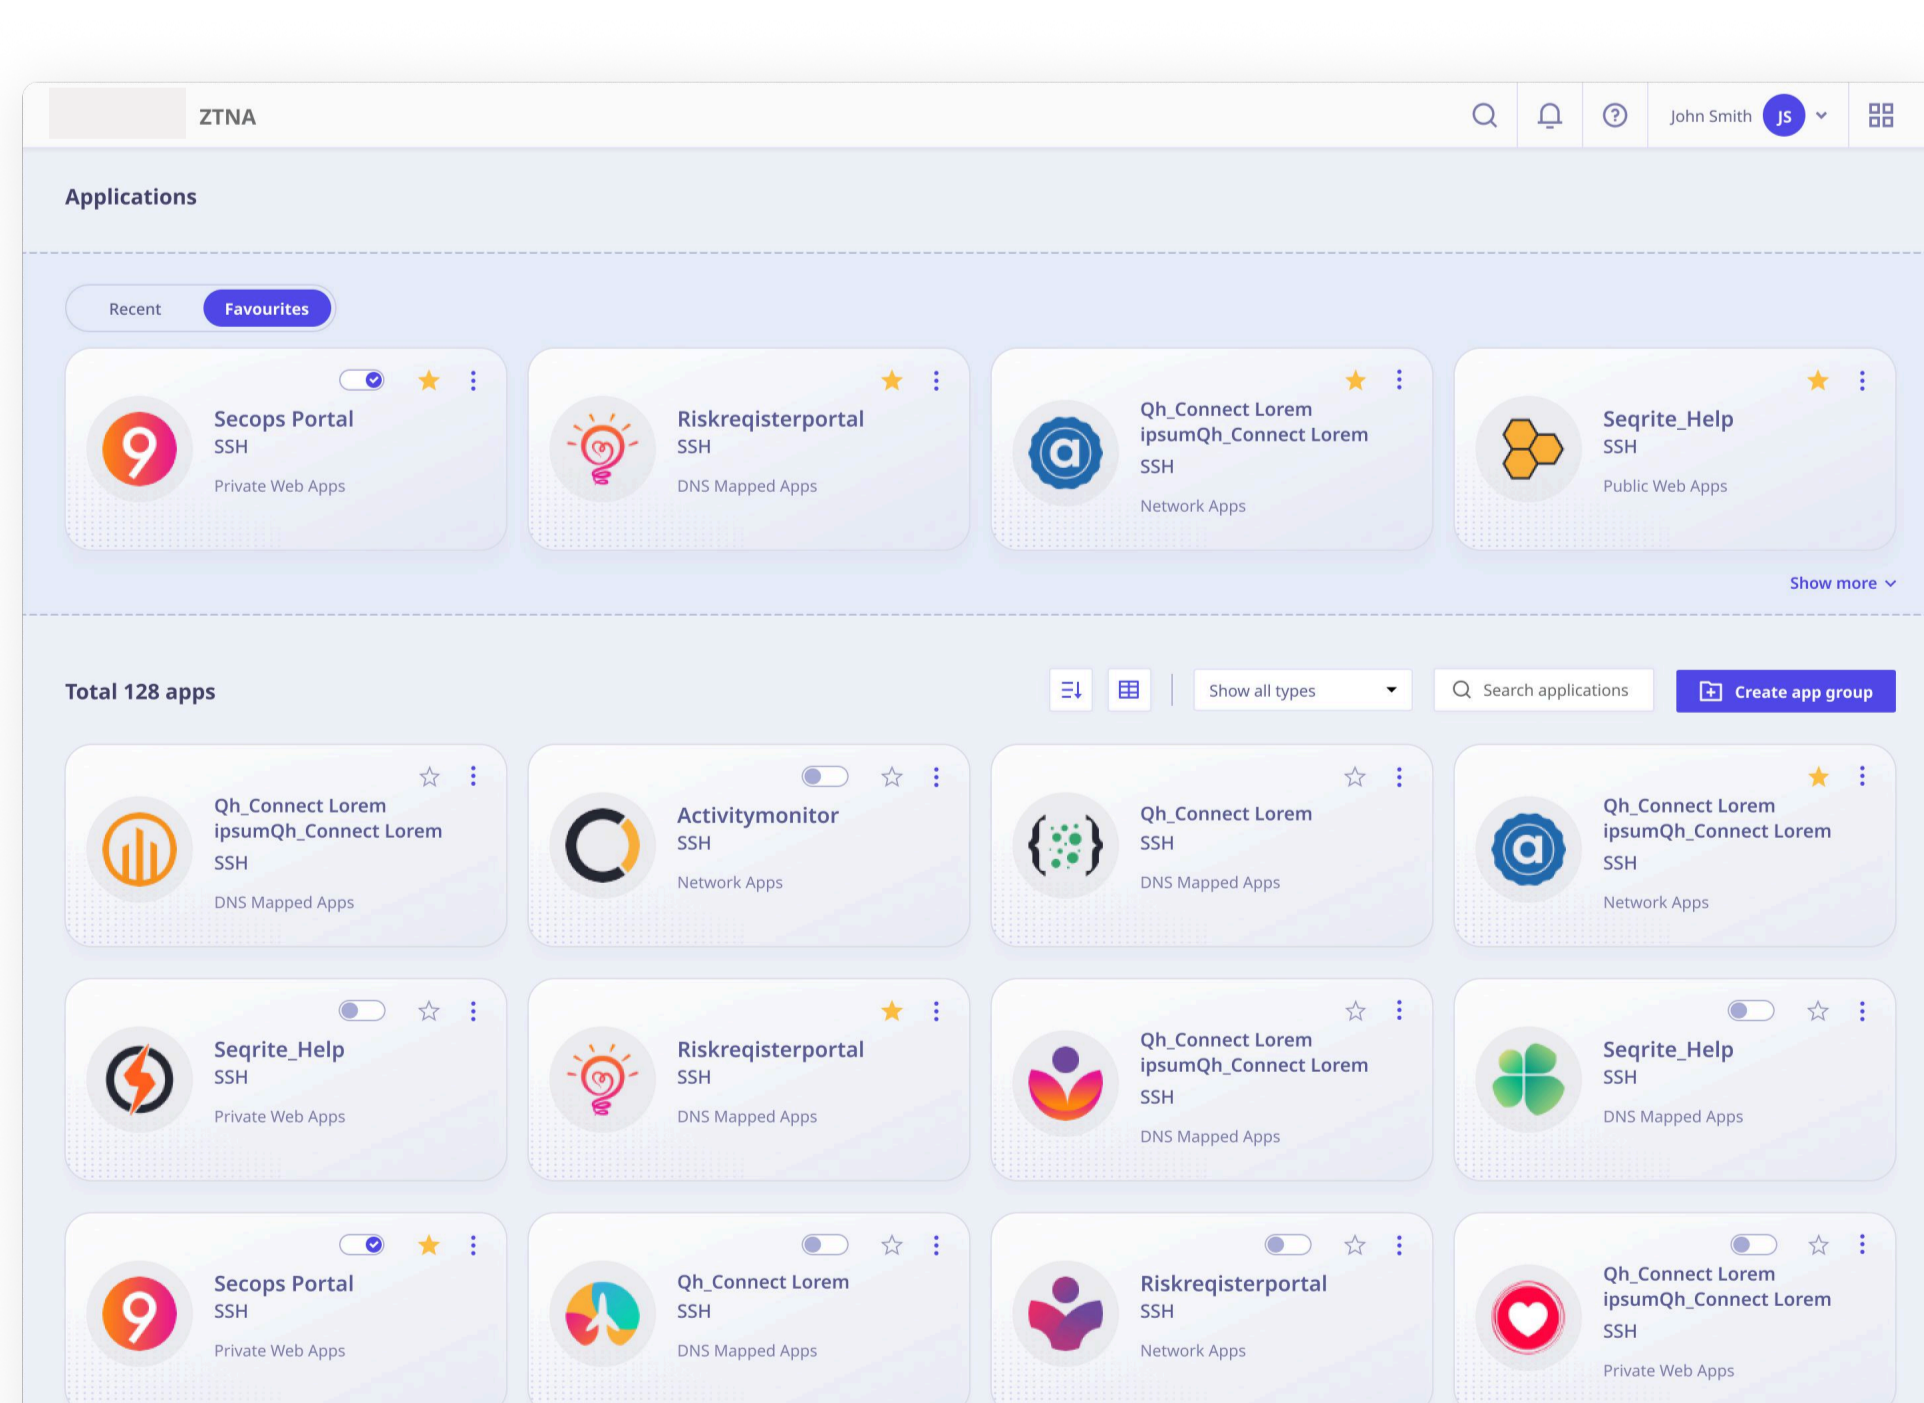 ZTNA
John Smith
JS
Applications
Recent
Favourites
Secops Portal
SSH
Private Web Apps
Riskreqisterportal
SSH
DNS Mapped Apps
Qh_Connect Lorem
ipsumQh_Connect Lorem
SSH
Network Apps
Seqrite_Help
SSH
Public Web Apps
Show more
Total 128 apps
Show all types
Search applications
Create app group
Qh_Connect Lorem
ipsumQh_Connect Lorem
SSH
DNS Mapped Apps
Activitymonitor
SSH
Network Apps
Qh_Connect Lorem
SSH
DNS Mapped Apps
Qh_Connect Lorem
ipsumQh_Connect Lorem
SSH
Network Apps
Seqrite_Help
SSH
Private Web Apps
Riskreqisterportal
SSH
DNS Mapped Apps
Qh_Connect Lorem
ipsumQh_Connect Lorem
SSH
DNS Mapped Apps
Seqrite_Help
SSH
DNS Mapped Apps
Secops Portal
SSH
Private Web Apps
Qh_Connect Lorem
SSH
DNS Mapped Apps
Riskreqisterportal
SSH
Network Apps
Qh_Connect Lorem
ipsumQh_Connect Lorem
SSH
Private Web Apps